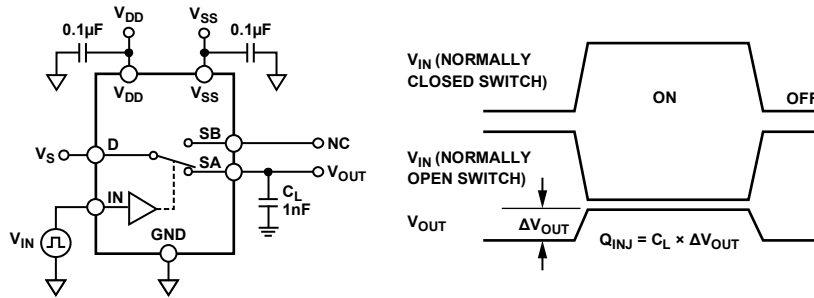 V_DD
V_SS
0.1µF
0.1µF
V_DD
V_SS
SB
NC
V_S
D
SA
V_OUT
IN
C_L
1nF
V_IN
GND
V_IN (NORMALLY
CLOSED SWITCH)
ON
OFF
V_IN (NORMALLY
OPEN SWITCH)
V_OUT
ΔV_OUT
Q_INJ = C_L × ΔV_OUT